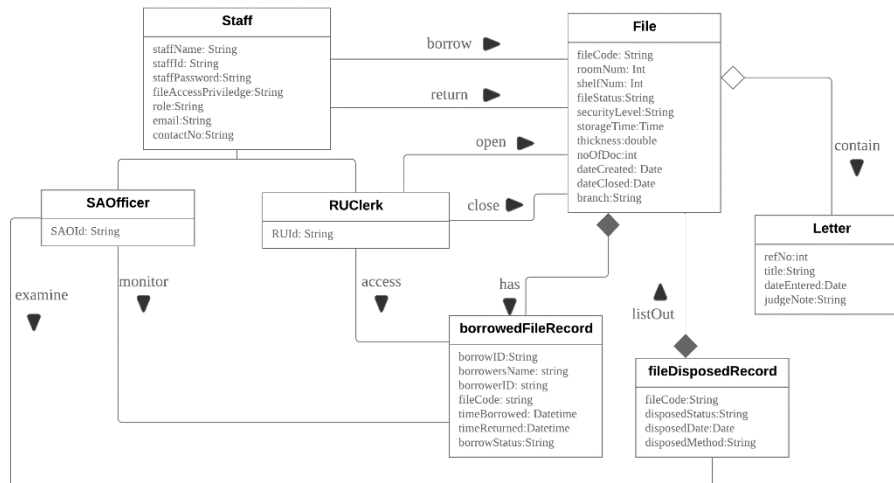 Staff
staffName: String
staffId: String
staffPassword:String
fileAccessPriviledge:String
role:String
email:String
contactNo:String
borrow
return
File
fileCode: String
roomNum: Int
shelfNum: Int
fileStatus:String
securityLevel:String
storageTime:Time
thickness:double
noOfDoc:int
dateCreated: Date
dateClosed:Date
branch:String
open
close
contain
SAOfficer
SAOId: String
RUClerk
RUId: String
Letter
refNo:int
title:String
dateEntered:Date
judgeNote:String
examine
monitor
access
has
listOut
borrowedFileRecord
borrowID:String
borrowersName: string
borrowerID: string
fileCode: string
timeBorrowed: Datetime
timeReturned:Datetime
borrowStatus:String
fileDisposedRecord
fileCode:String
disposedStatus:String
disposedDate:Date
disposedMethod:String